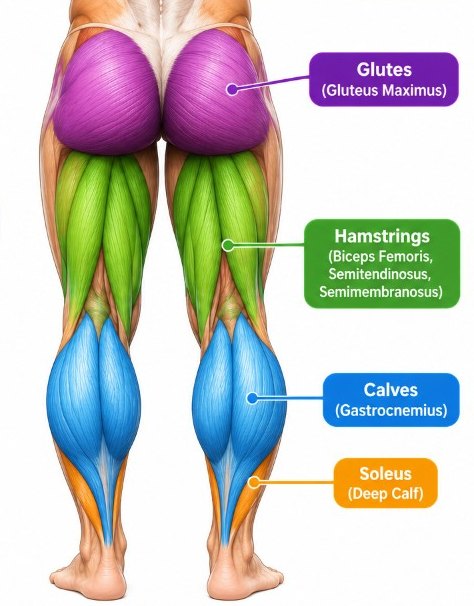 Glutes
(Gluteus Maximus)
Hamstrings
(Biceps Femoris,
Semitendinosus,
Semimembranosus)
Calves
(Gastrocnemius)
Soleus
(Deep Calf)